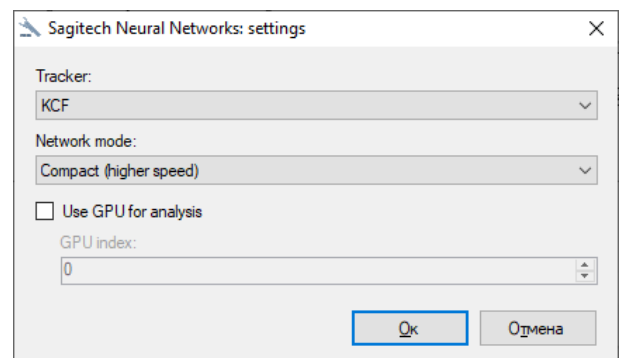 Sagitech Neural Networks: settings
Tracker:
KCF
Network mode:
Compact (higher speed)
Use GPU for analysis
GPU index:
0
Ок Отмена